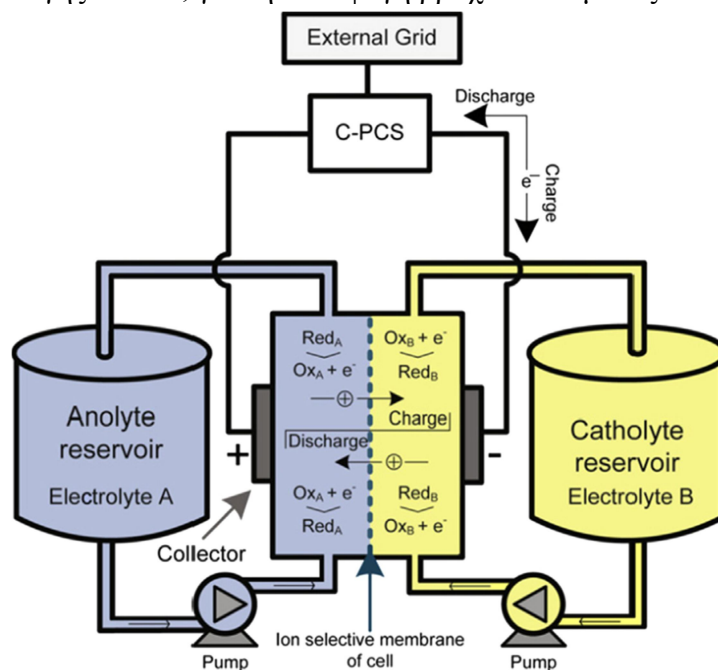 External Grid
C-PCS
Discharge
e⁻
Charge
Red_A
Ox_A + e⁻
Ox_B + e⁻
Red_B
⊕
Charge
Discharge
⊕
Ox_A + e⁻
Red_A
Red_B
Ox_B + e⁻
+
-
Anolyte
reservoir
Electrolyte A
Catholyte
reservoir
Electrolyte B
Collector
Pump
Ion selective membrane
of cell
Pump